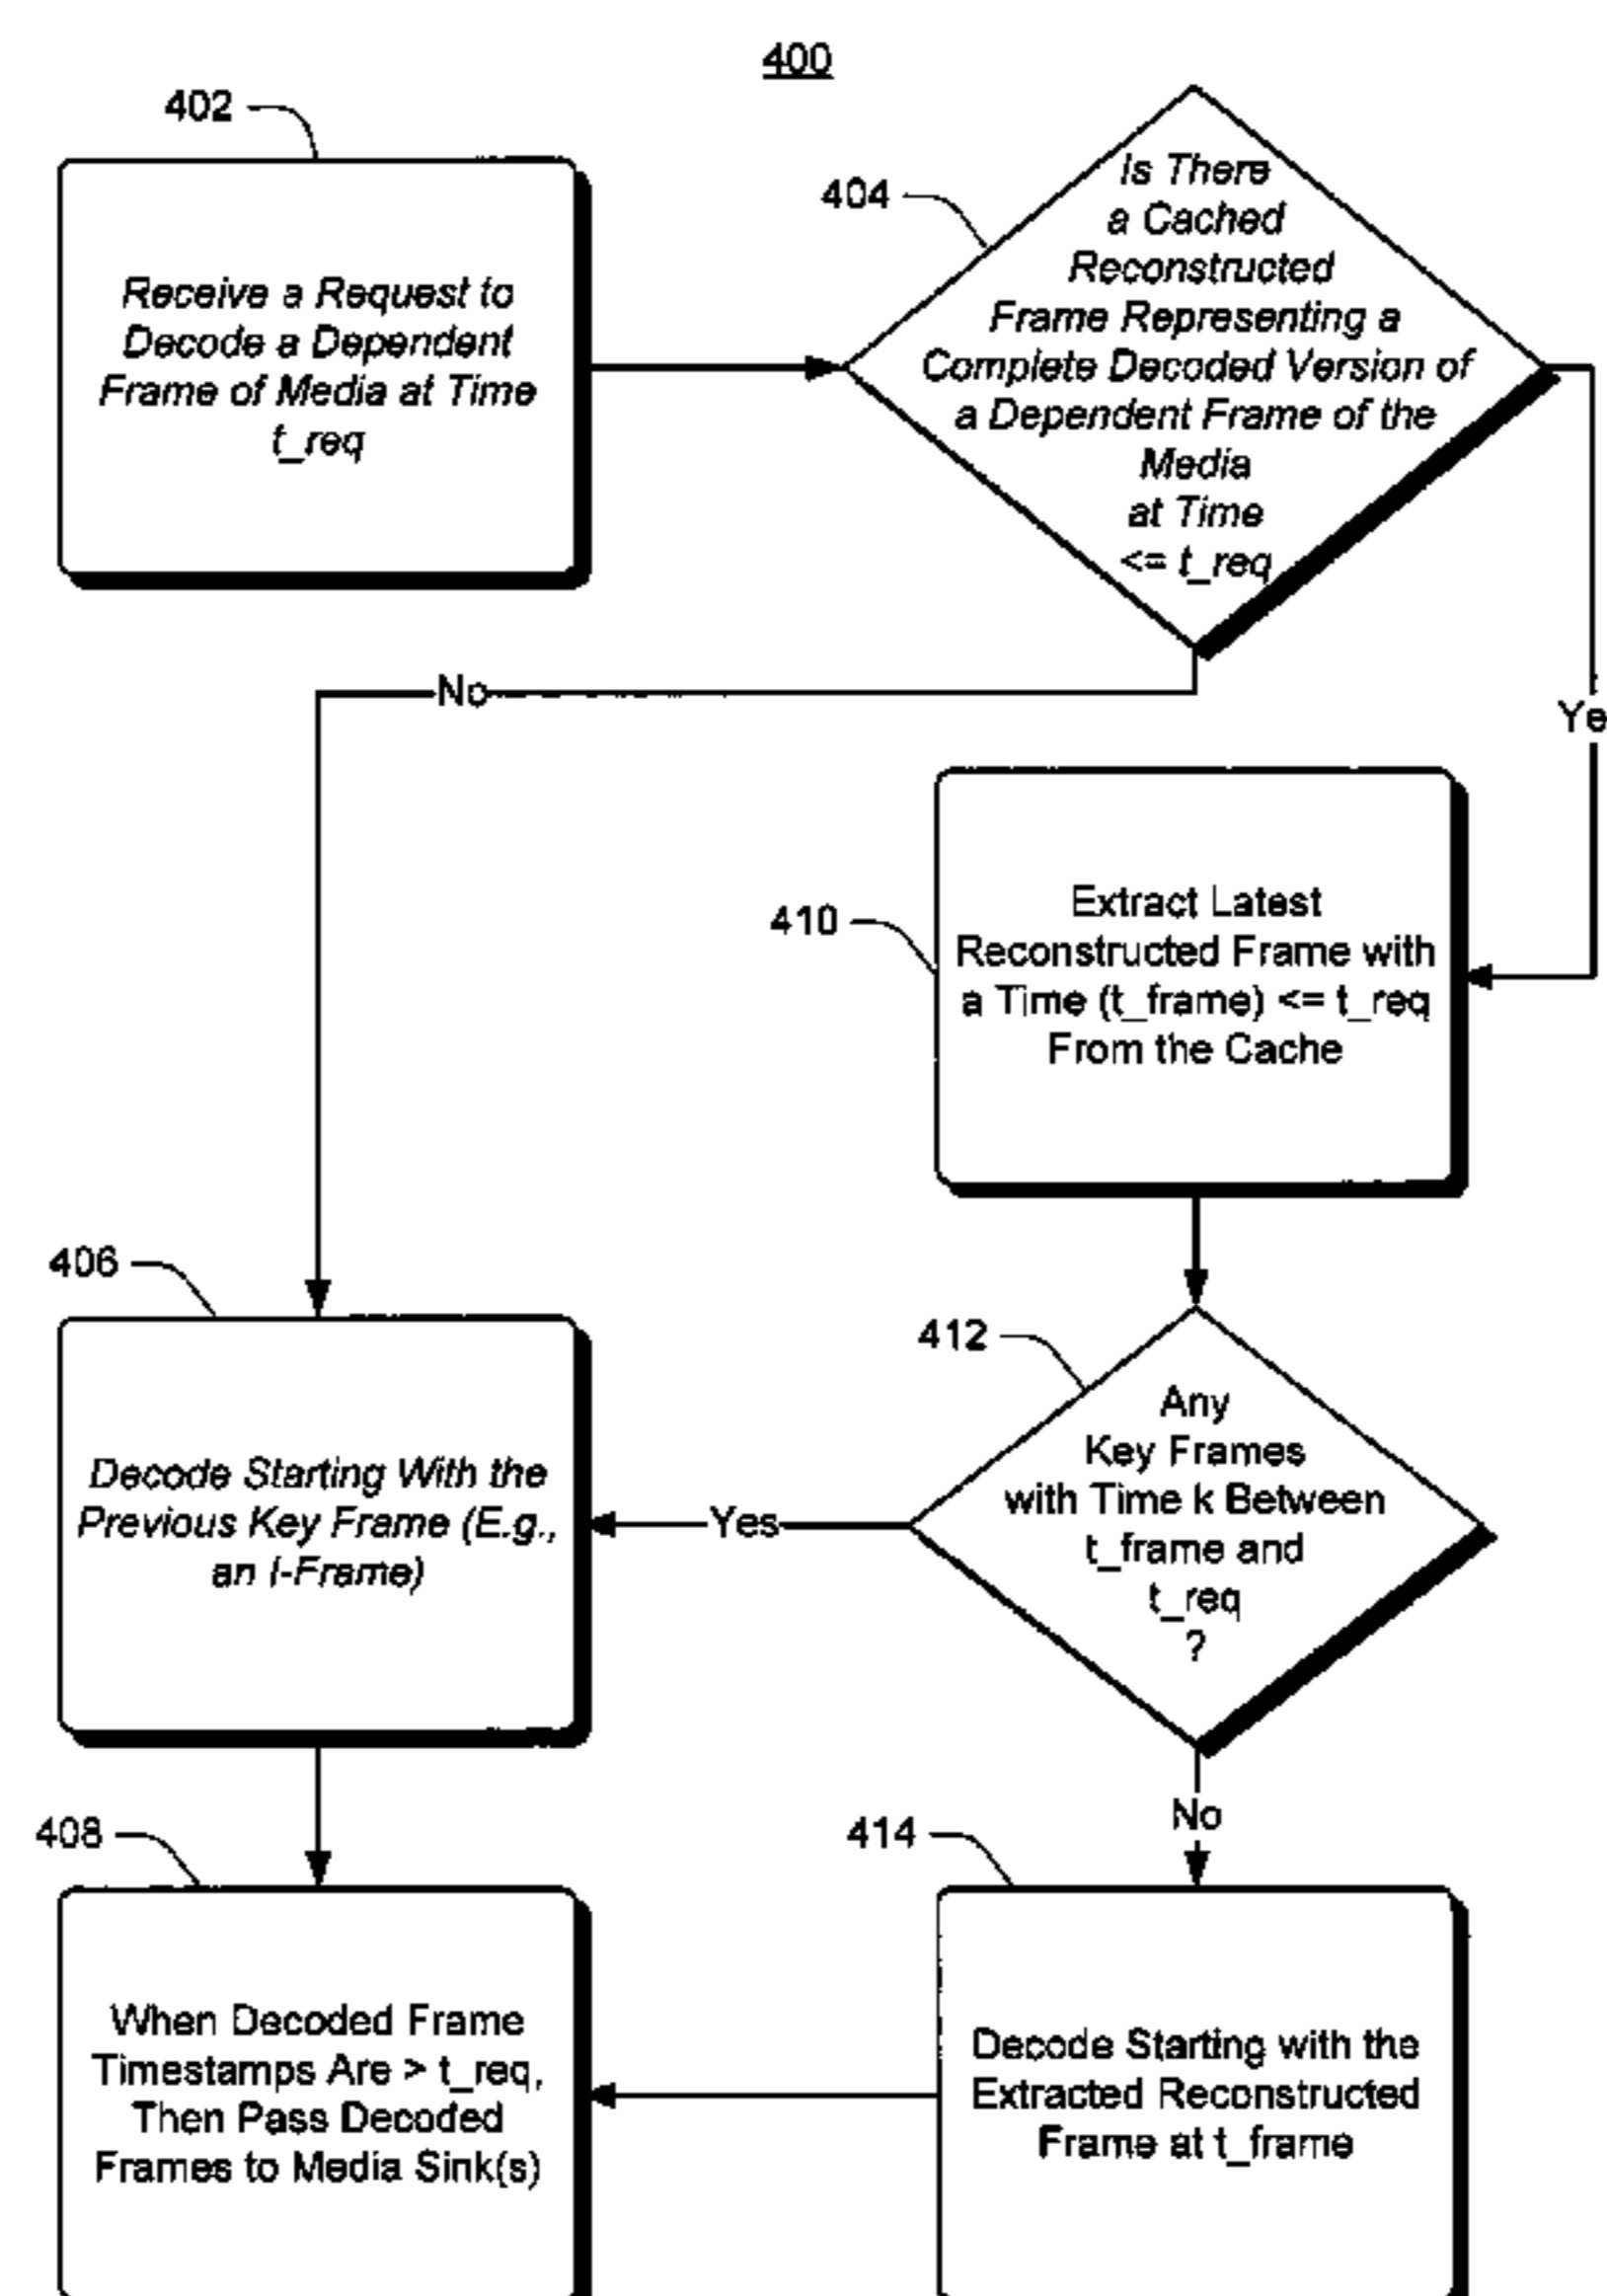 400
402
Receive a Request to
Decode a Dependent
Frame of Media at Time
t_req
404
Is There
a Cached
Reconstructed
Frame Representing a
Complete Decoded Version of
a Dependent Frame of the
Media
at Time
<= t_req
No
Ye
410
Extract Latest
Reconstructed Frame with
a Time (t_frame) <= t_req
From the Cache
406
Decode Starting With the
Previous Key Frame (E.g.,
an I-Frame)
412
Any
Key Frames
with Time k Between
t_frame and
t_req
?
Yes
No
408
When Decoded Frame
Timestamps Are > t_req,
Then Pass Decoded
Frames to Media Sink(s)
414
Decode Starting with the
Extracted Reconstructed
Frame at t_frame